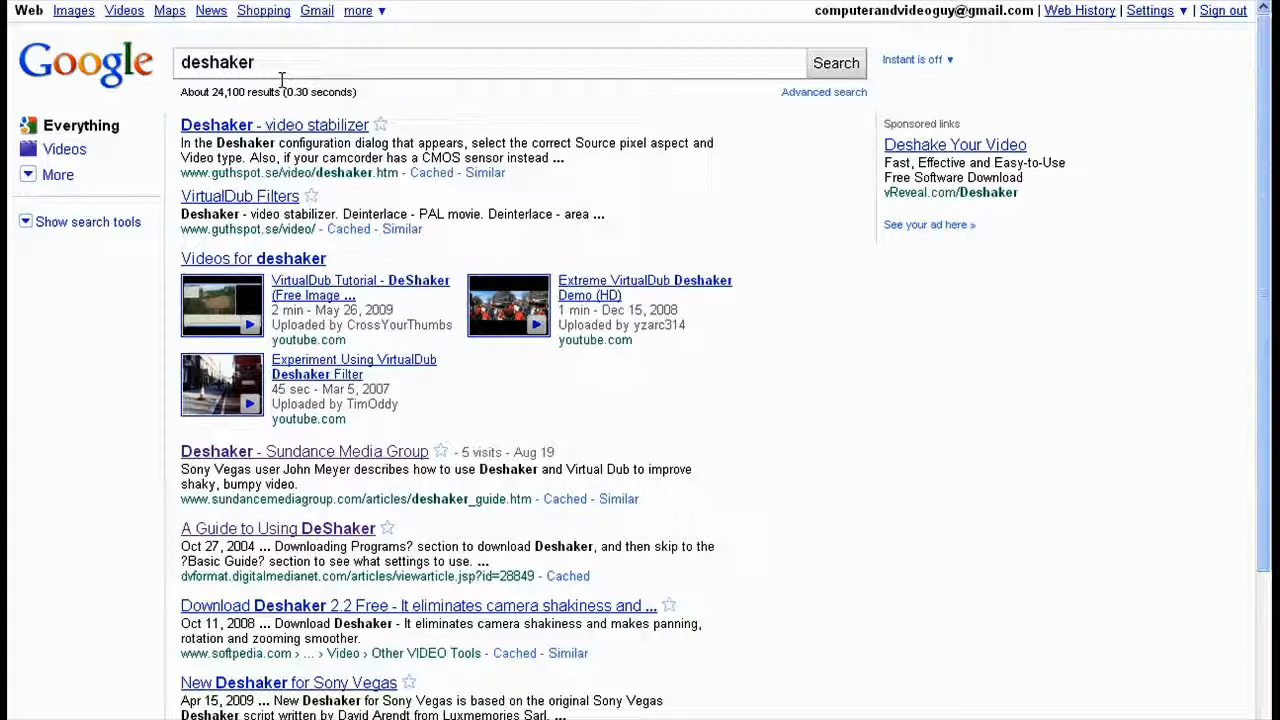 Web Images Videos Maps News Shopping Gmail more ▼
computerandvideoguy@gmail.com | Web History | Settings ▼ | Sign out
Google
deshaker
Search
Instant is off ▼
About 24,100 results (0.30 seconds)
Advanced search
Everything
Videos
More
Show search tools
Deshaker - video stabilizer
In the Deshaker configuration dialog that appears, select the correct Source pixel aspect and
Video type. Also, if your camcorder has a CMOS sensor instead ...
www.guthspot.se/video/deshaker.htm - Cached - Similar
VirtualDub Filters
Deshaker - video stabilizer. Deinterlace - PAL movie. Deinterlace - area ...
www.guthspot.se/video/ - Cached - Similar
Videos for deshaker
VirtualDub Tutorial - DeShaker
(Free Image ...
2 min - May 26, 2009
Uploaded by CrossYourThumbs
youtube.com
Extreme VirtualDub Deshaker
Demo (HD)
1 min - Dec 15, 2008
Uploaded by yzarc314
youtube.com
Experiment Using VirtualDub
Deshaker Filter
45 sec - Mar 5, 2007
Uploaded by TimOddy
youtube.com
Deshaker - Sundance Media Group - 5 visits - Aug 19
Sony Vegas user John Meyer describes how to use Deshaker and Virtual Dub to improve
shaky, bumpy video.
www.sundancemediagroup.com/articles/deshaker_guide.htm - Cached - Similar
A Guide to Using DeShaker
Oct 27, 2004 ... Downloading Programs? section to download Deshaker, and then skip to the
?Basic Guide? section to see what settings to use. ...
dvformat.digitalmedianet.com/articles/viewarticle.jsp?id=28849 - Cached
Download Deshaker 2.2 Free - It eliminates camera shakiness and ...
Oct 11, 2008 ... Download Deshaker - It eliminates camera shakiness and makes panning,
rotation and zooming smoother.
www.softpedia.com › ... › Video › Other VIDEO Tools - Cached - Similar
New Deshaker for Sony Vegas
Apr 15, 2009 ... New Deshaker for Sony Vegas is based on the original Sony Vegas
Deshaker script written by David Arendt from Luxmemories Sarl. ...
Sponsored links
Deshake Your Video
Fast, Effective and Easy-to-Use
Free Software Download
vReveal.com/Deshaker
See your ad here »